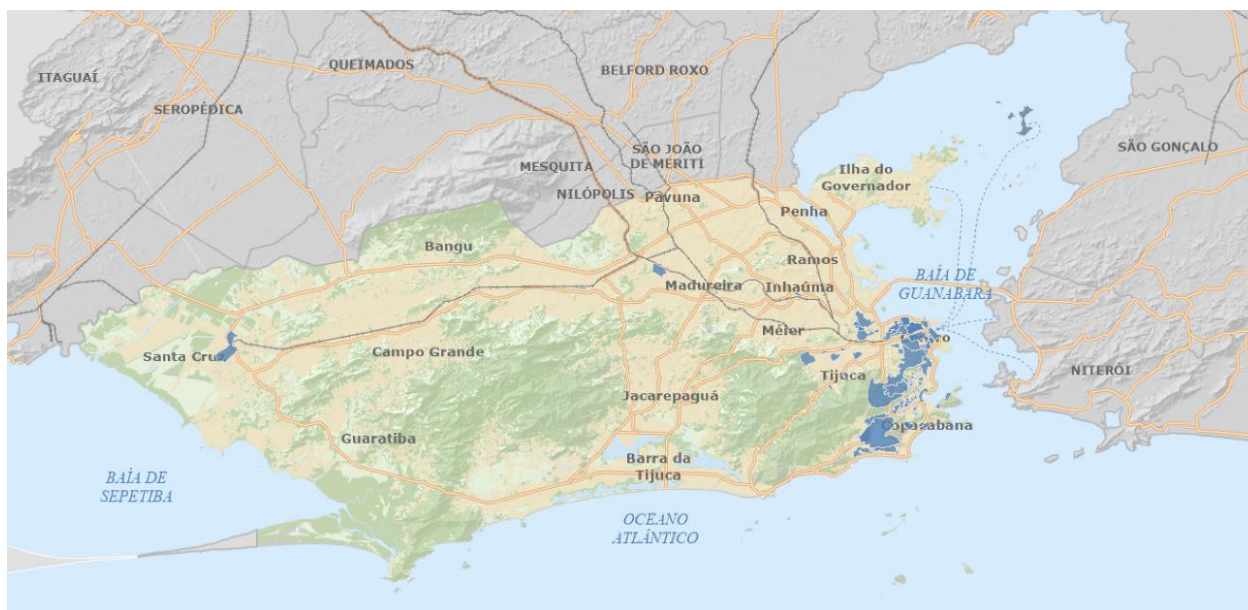 ITAGUAÍ
QUEIMADOS
BELFORD ROXO
SEROPÉDICA
SÃO JOÃO
DE MERITI
SÃO GONÇALO
MESQUITA
NILÓPOLIS
Pavuna
Ilha do
Governador
Penha
Bangu
Ramos
BAÍA DE
GUANABARA
Madureira
Inhaúma
Méier
Santa Cruz
Campo Grande
Tijuca
NITERÓI
Jacarepaguá
Copacabana
Guaratiba
Barra da
Tijuca
BAÍA DE
SEPETIBA
OCEANO
ATLÂNTICO